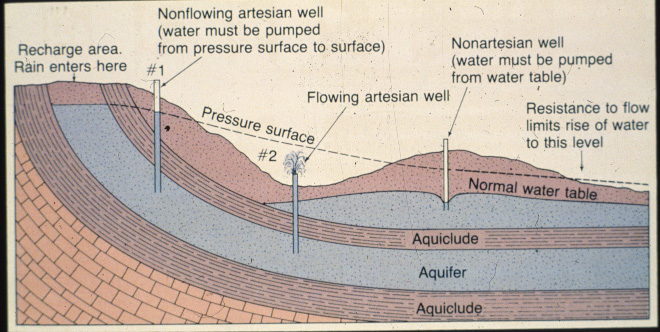 Nonflowing artesian well
(water must be pumped
from pressure surface to surface)
Recharge area.
Rain enters here
#1
Nonartesian well
(water must be pumped
from water table)
Flowing artesian well
Resistance to flow
limits rise of water
to this level
Pressure surface
#2
Normal water table
Aquiclude
Aquifer
Aquiclude